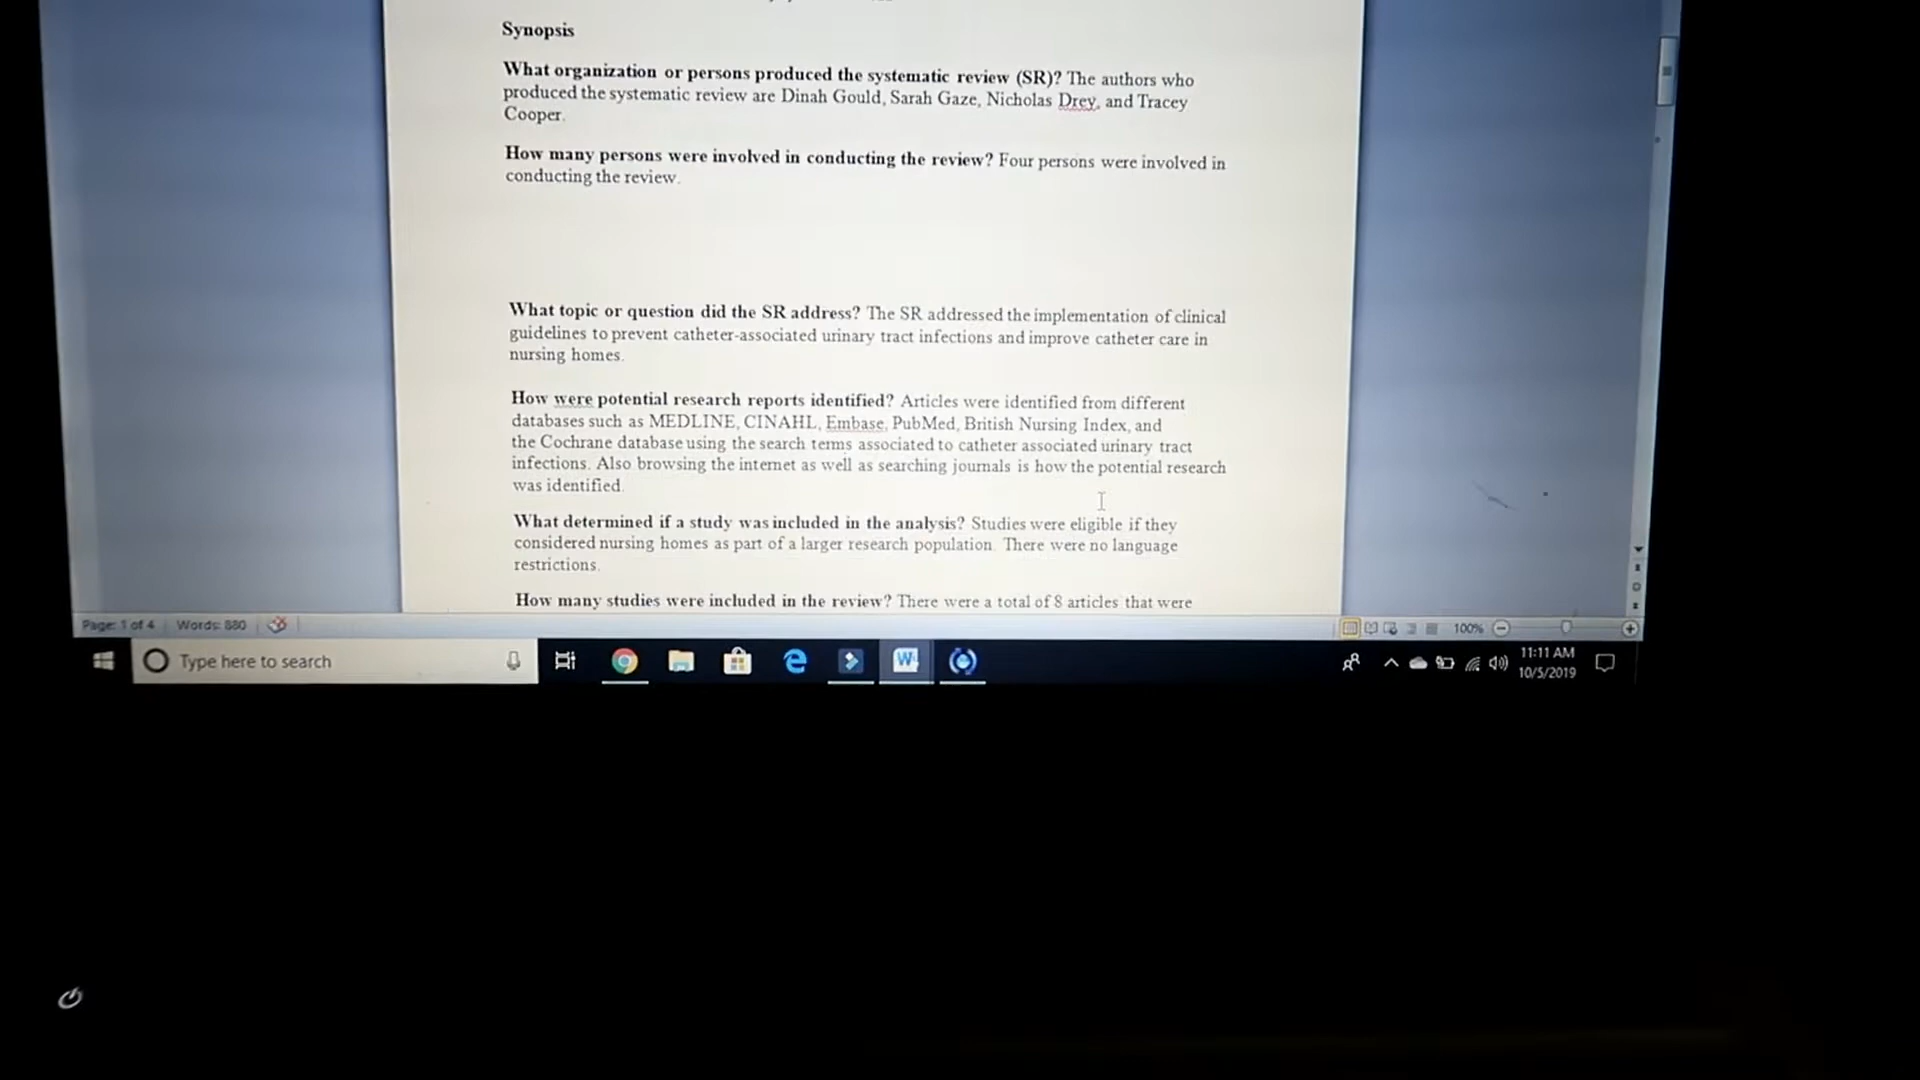 Synopsis
What organization or persons produced the systematic review (SR)? The authors who
produced the systematic review are Dinah Gould, Sarah Gaze, Nicholas Drey, and Tracey
Cooper.
How many persons were involved in conducting the review? Four persons were involved in
conducting the review.
What topic or question did the SR address? The SR addressed the implementation of clinical
guidelines to prevent catheter-associated urinary tract infections and improve catheter care in
nursing homes.
How were potential research reports identified? Articles were identified from different
databases such as MEDLINE, CINAHL, Embase, PubMed, British Nursing Index, and
the Cochrane database using the search terms associated to catheter associated urinary tract
infections. Also browsing the internet as well as searching journals is how the potential research
was identified.
What determined if a study was included in the analysis? Studies were eligible if they
considered nursing homes as part of a larger research population. There were no language
restrictions.
How many studies were included in the review? There were a total of 8 articles that were
Page: 1 of 4 Words: 880 100%
Type here to search
11:11 AM
10/5/2019